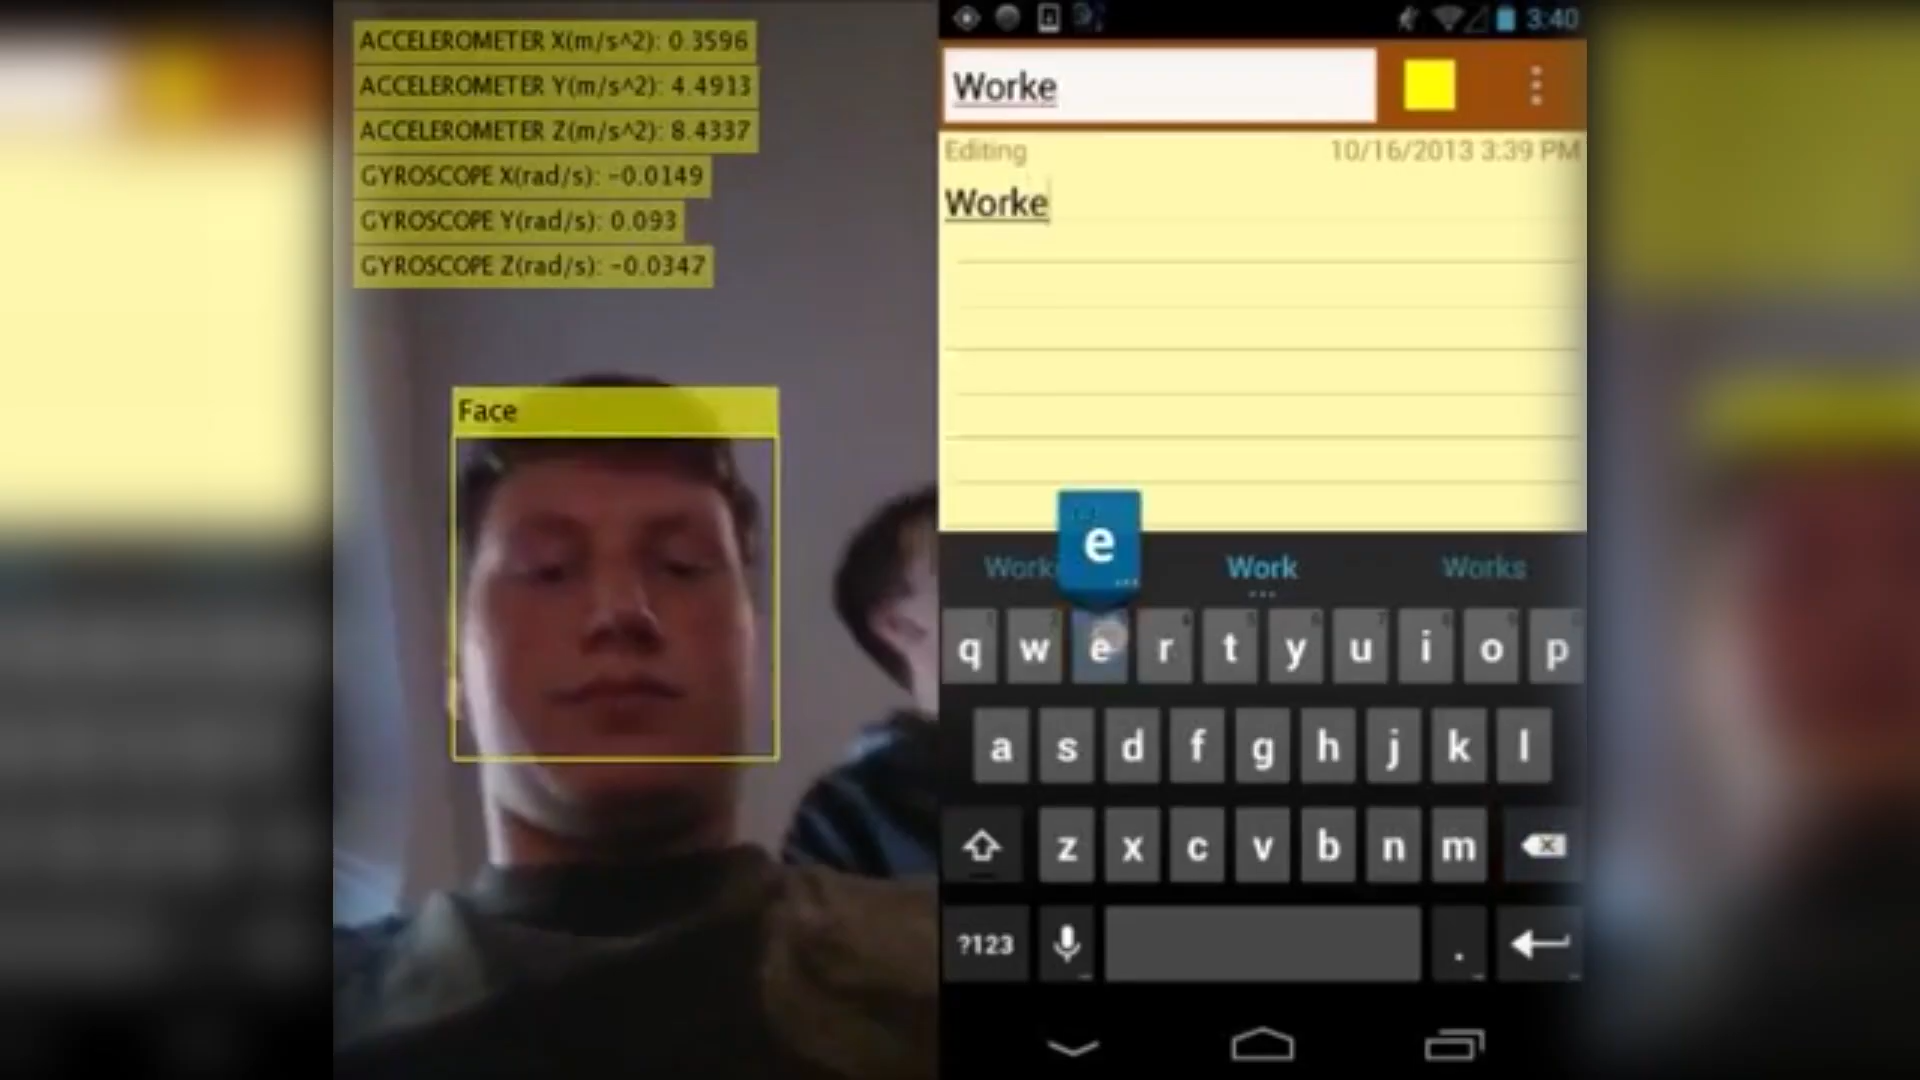 ACCELEROMETER X(m/s^2): 0.3596
ACCELEROMETER Y(m/s^2): 4.4913
ACCELEROMETER Z(m/s^2): 8.4337
GYROSCOPE X(rad/s): -0.0149
GYROSCOPE Y(rad/s): 0.093
GYROSCOPE Z(rad/s): -0.0347
Face
3:40
Worke
Editing 10/16/2013 3:39 PM
Worke
e
Work Works
q w e r t y u i o p
a s d f g h j k l
z x c v b n m
?123 .